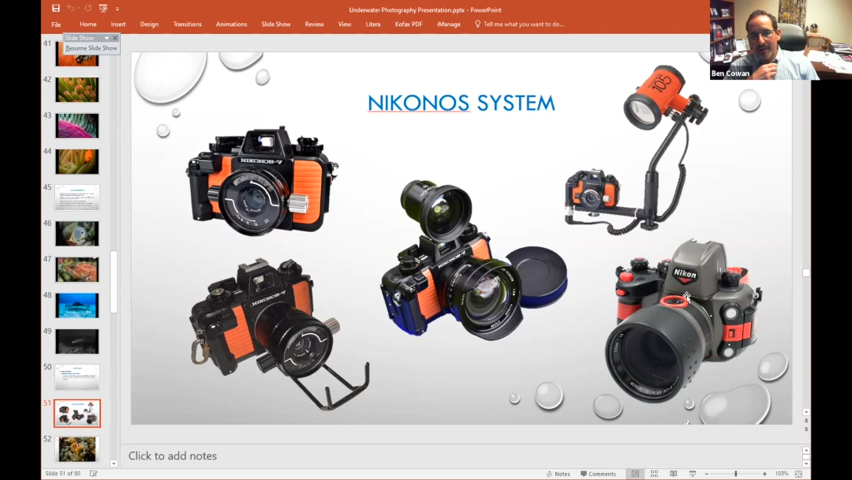 Underwater Photography Presentation.pptx - PowerPoint
File Home Insert Design Transitions Animations Slide Show Review View Litera Kofax PDF iManage Tell me what you want to do...
Slide Show
Resume Slide Show
Ben Cowan
41
42
43
44
45
46
47
48
49
50
51
52
NIKONOS SYSTEM
NIKONOS-V
105
Nikon
Click to add notes
Slide 51 of 80
Notes Comments 103%